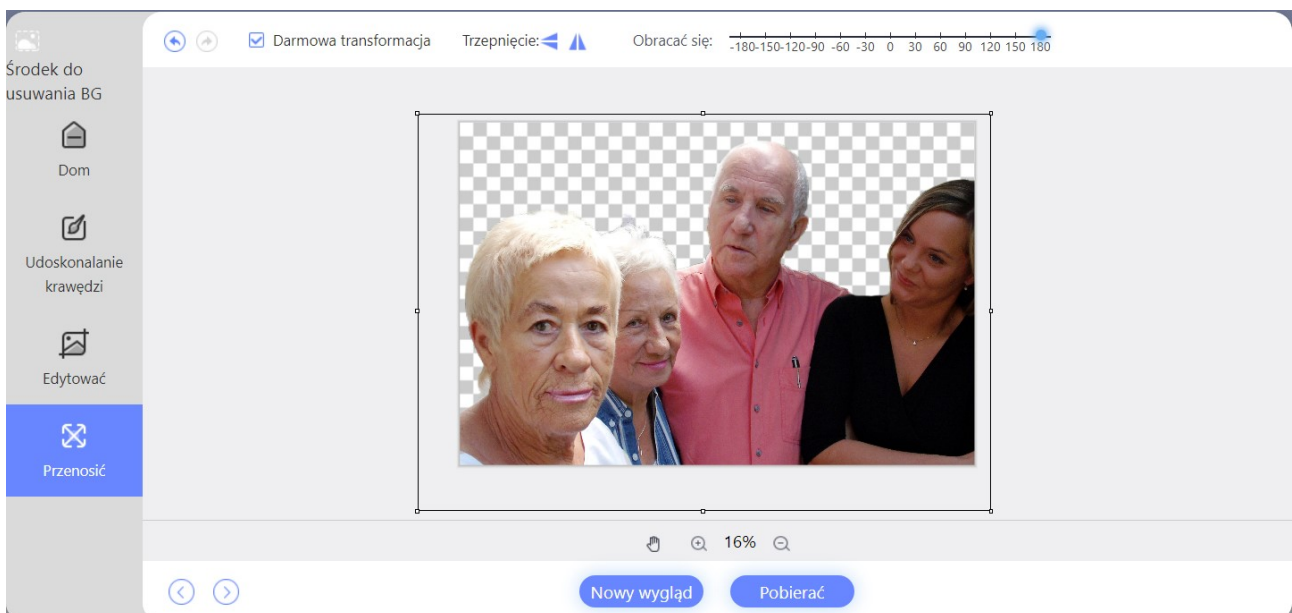 Środek do
usuwania BG
Dom
Udoskonalanie
krawędzi
Edytować
Przenosić
Darmowa transformacja Trzepnięcie: Obracać się: -180-150-120-90 -60 -30 0 30 60 90 120 150 180
16%
Nowy wygląd Pobierać